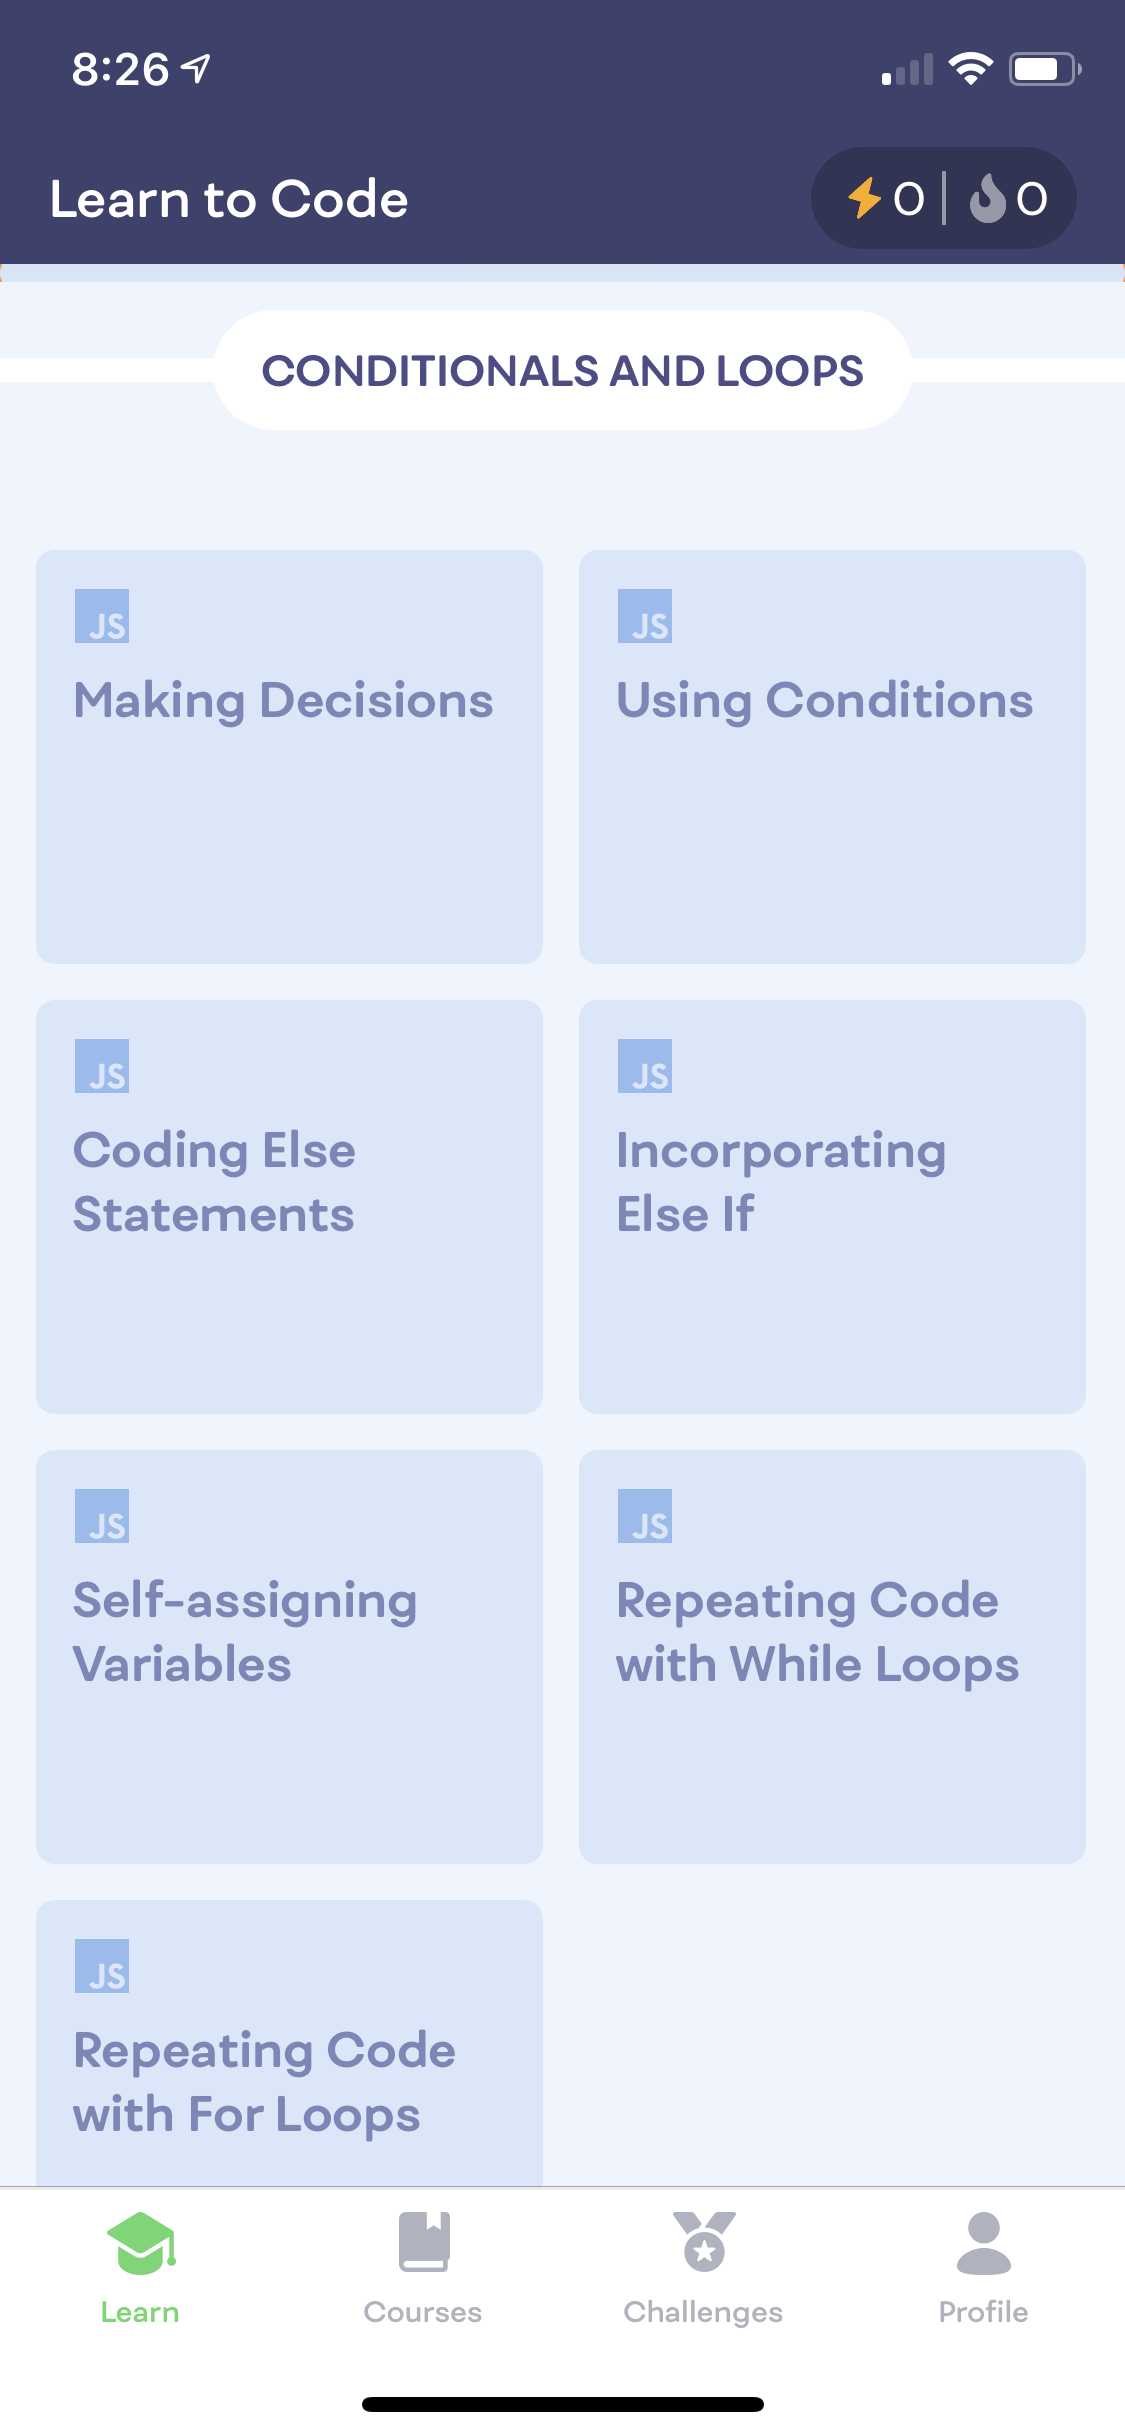 8:26
Learn to Code
0
0
CONDITIONALS AND LOOPS
JS
Making Decisions
JS
Using Conditions
JS
Coding Else
Statements
JS
Incorporating
Else If
JS
Self-assigning
Variables
JS
Repeating Code
with While Loops
JS
Repeating Code
with For Loops
Learn
Courses
Challenges
Profile